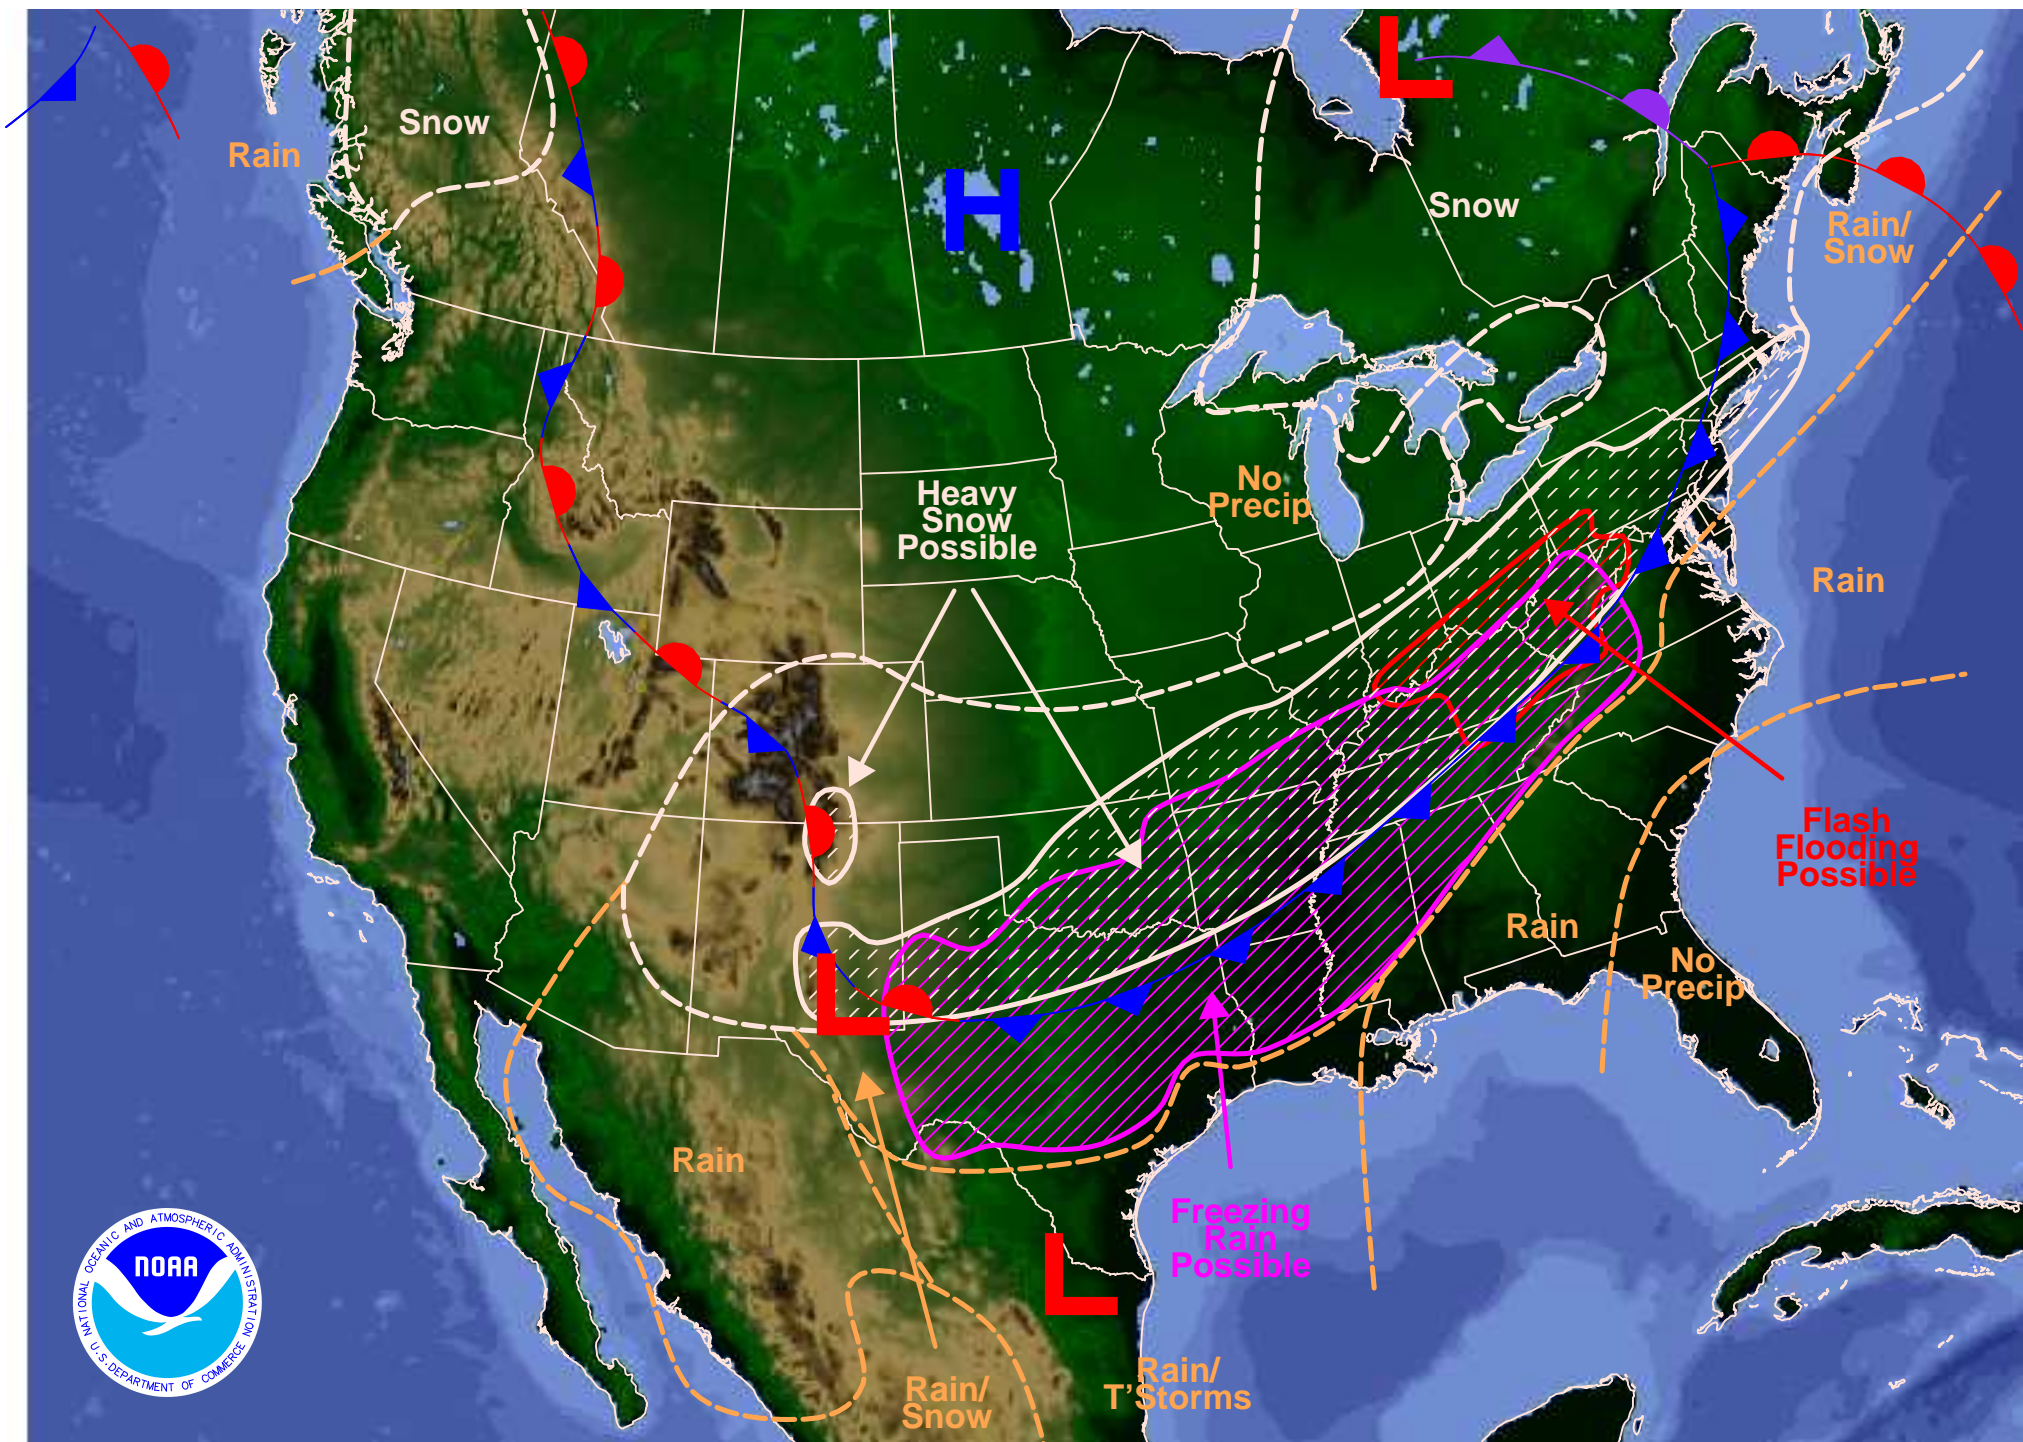 Snow
Rain
H
L
Snow
Rain/
Snow
Heavy
Snow
Possible
No
Precip
Rain
Flash
Flooding
Possible
Rain
No
Precip
L
Rain
Freezing
Rain
Possible
L
Rain/
Snow
Rain/
T'Storms
NATIONAL OCEANIC AND ATMOSPHERIC ADMINISTRATION
NOAA
U.S. DEPARTMENT OF COMMERCE